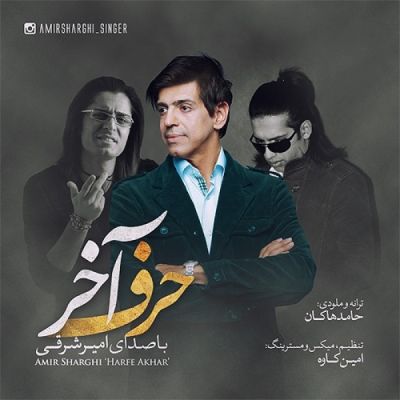 AMIRSHARGHI_SINGER
حرف آخر
با صدای امیر شرقی
AMIR SHARGHI 'HARFE AKHAR'
ترانه و ملودی:
حامد هاکان
تنظیم، میکس و مسترینگ:
امین کاوه